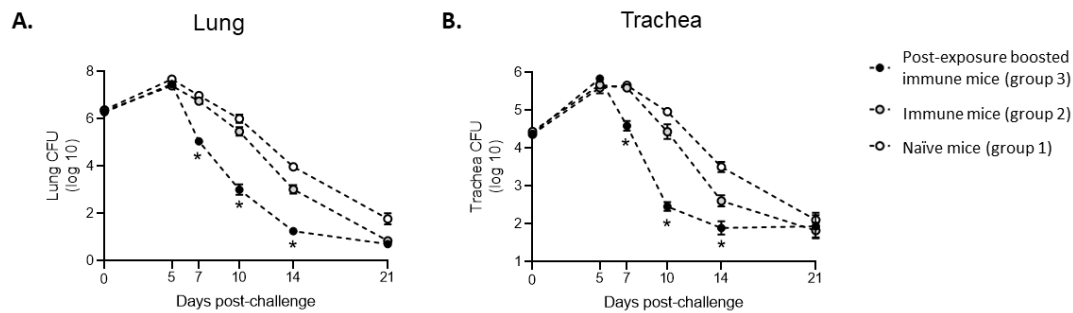 A.
Lung
8
6
4
2
0
Lung CFU
(log 10)
0 5 7 10 14 21
Days post-challenge
*
*
*
B.
Trachea
6
5
4
3
2
1
Trachea CFU
(log 10)
0 5 7 10 14 21
Days post-challenge
*
*
*
Post-exposure boosted
immune mice (group 3)
Immune mice (group 2)
Naïve mice (group 1)